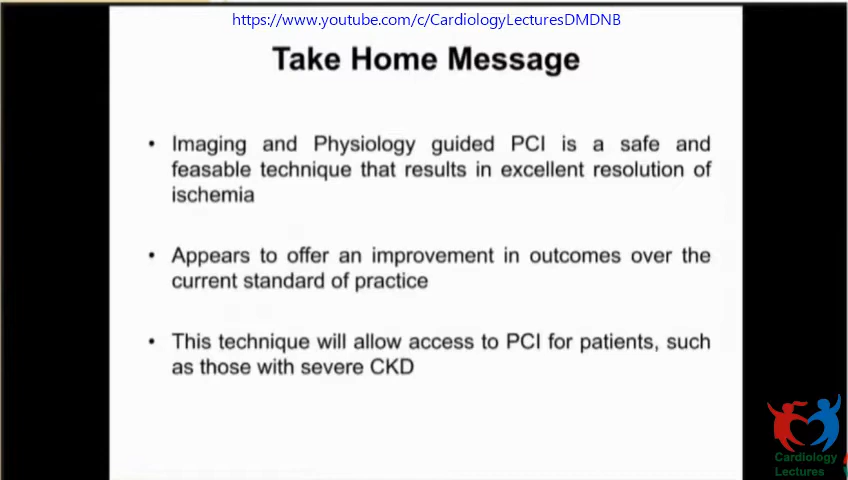 https://www.youtube.com/c/CardiologyLecturesDMDNB
Take Home Message
• Imaging and Physiology guided PCI is a safe and
feasable technique that results in excellent resolution of
ischemia
• Appears to offer an improvement in outcomes over the
current standard of practice
• This technique will allow access to PCI for patients, such
as those with severe CKD
Cardiology
Lectures